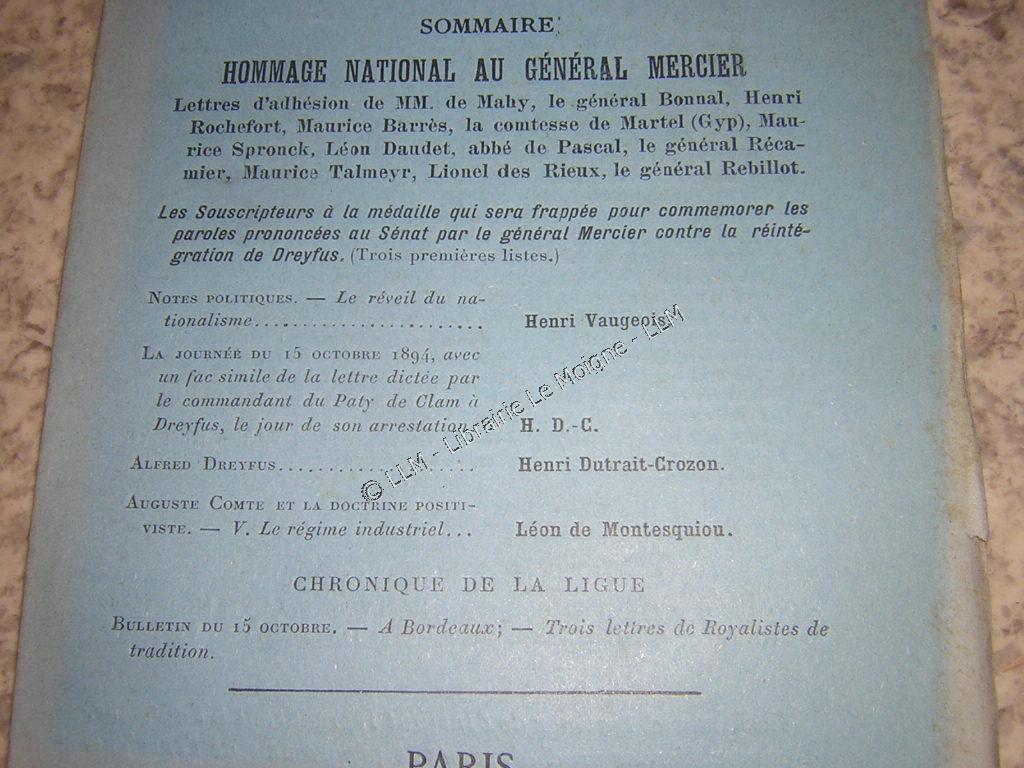 SOMMAIRE
HOMMAGE NATIONAL AU GÉNÉRAL MERCIER
Lettres d'adhésion de MM. de Mahy, le général Bonnal, Henri
Rochefort, Maurice Barrès, la comtesse de Martel (Gyp), Mau-
rice Spronck, Léon Daudet, abbé de Pascal, le général Réca-
mier, Maurice Talmeyr, Lionel des Rieux, le général Rebillot.
Les Souscripteurs à la médaille qui sera frappée pour commemorer les
paroles prononcées au Sénat par le général Mercier contre la réinté-
gration de Dreyfus. (Trois premières listes.)
NOTES POLITIQUES. — Le réveil du na-
tionalisme........................ Henri Vaugeois.
LA JOURNÉE DU 15 OCTOBRE 1894, avec
un fac simile de la lettre dictée par
le commandant du Paty de Clam à
Dreyfus, le jour de son arrestation. H. D.-C.
ALFRED DREYFUS.................... Henri Dutrait-Crozon.
AUGUSTE COMTE ET LA DOCTRINE POSITI-
VISTE. — V. Le régime industriel... Léon de Montesquiou.
CHRONIQUE DE LA LIGUE
BULLETIN DU 15 OCTOBRE. — A Bordeaux; — Trois lettres de Royalistes de
tradition.
PARIS
© LLM - Librairie Le Moigne - LLM